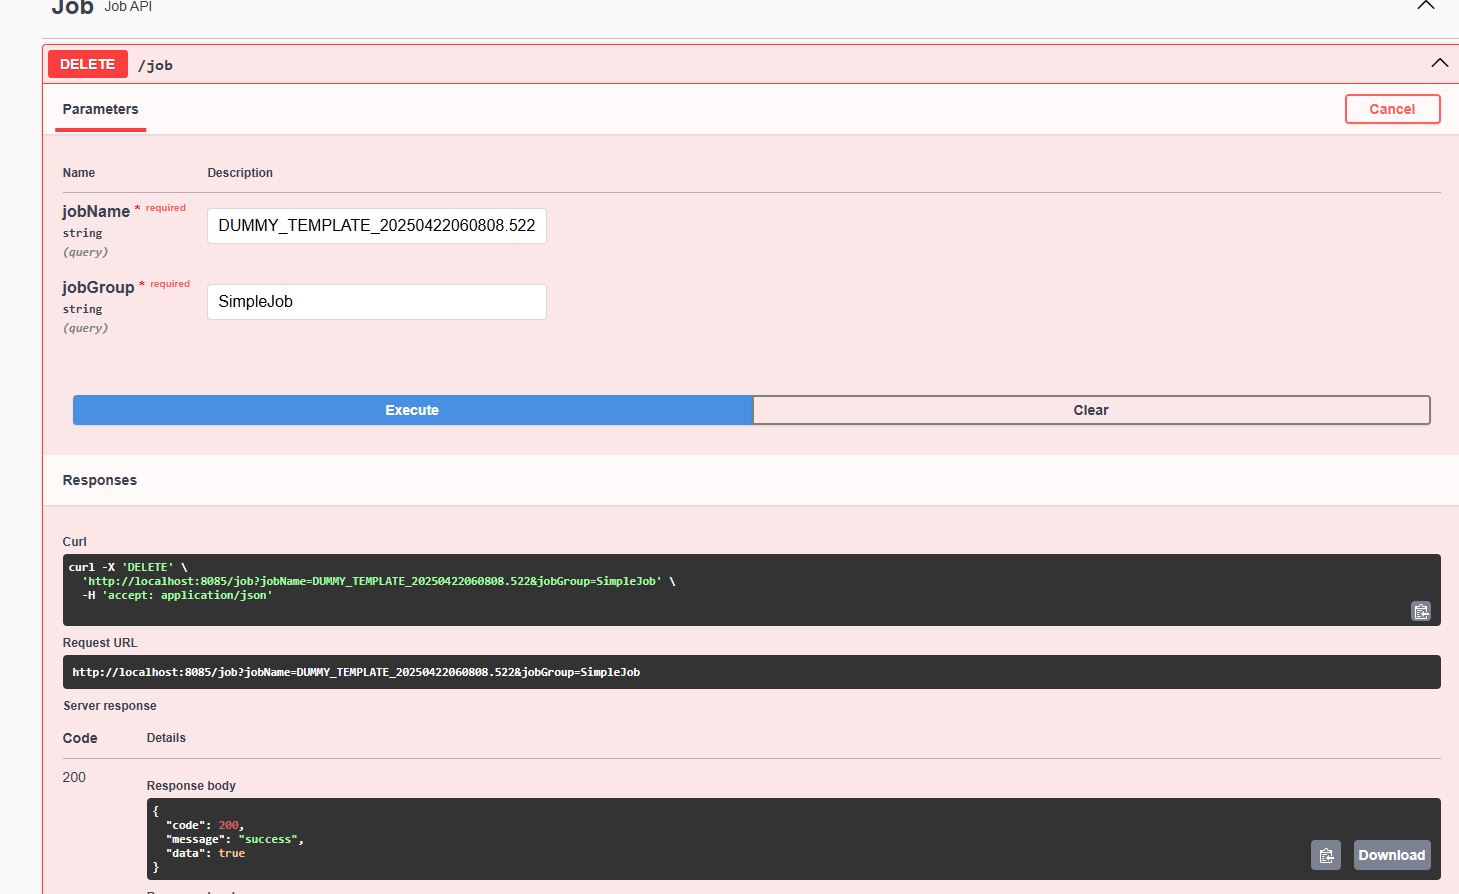 Job Job API
DELETE /job
Parameters
Cancel
Name Description
jobName * required
string
(query)
DUMMY_TEMPLATE_20250422060808.522
jobGroup * required
string
(query)
SimpleJob
Execute Clear
Responses
Curl
curl -X 'DELETE' \
'http://localhost:8085/job?jobName=DUMMY_TEMPLATE_20250422060808.522&jobGroup=SimpleJob' \
-H 'accept: application/json'
Request URL
http://localhost:8085/job?jobName=DUMMY_TEMPLATE_20250422060808.522&jobGroup=SimpleJob
Server response
Code Details
200
Response body
{
"code": 200,
"message": "success",
"data": true
}
Download